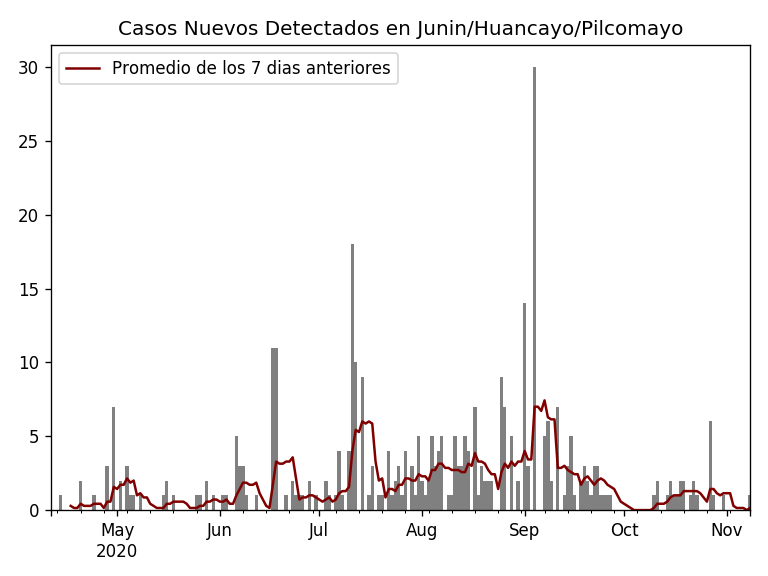 Casos Nuevos Detectados en Junin/Huancayo/Pilcomayo
Promedio de los 7 dias anteriores
30
25
20
15
10
5
0
May Jun Jul Aug Sep Oct Nov
2020